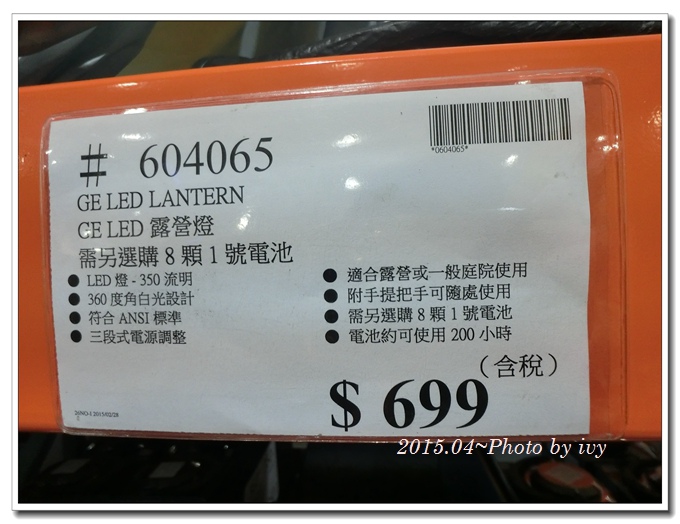 # 604065
*0604065*
GE LED LANTERN
GE LED 露營燈
需另選購 8 顆 1 號電池
● LED 燈 - 350 流明
● 360 度角白光設計
● 符合 ANSI 標準
● 三段式電源調整
● 適合露營或一般庭院使用
● 附手提把手可隨處使用
● 需另選購 8 顆 1 號電池
● 電池約可使用 200 小時
（含稅）
$ 699
2015.04~Photo by ivy